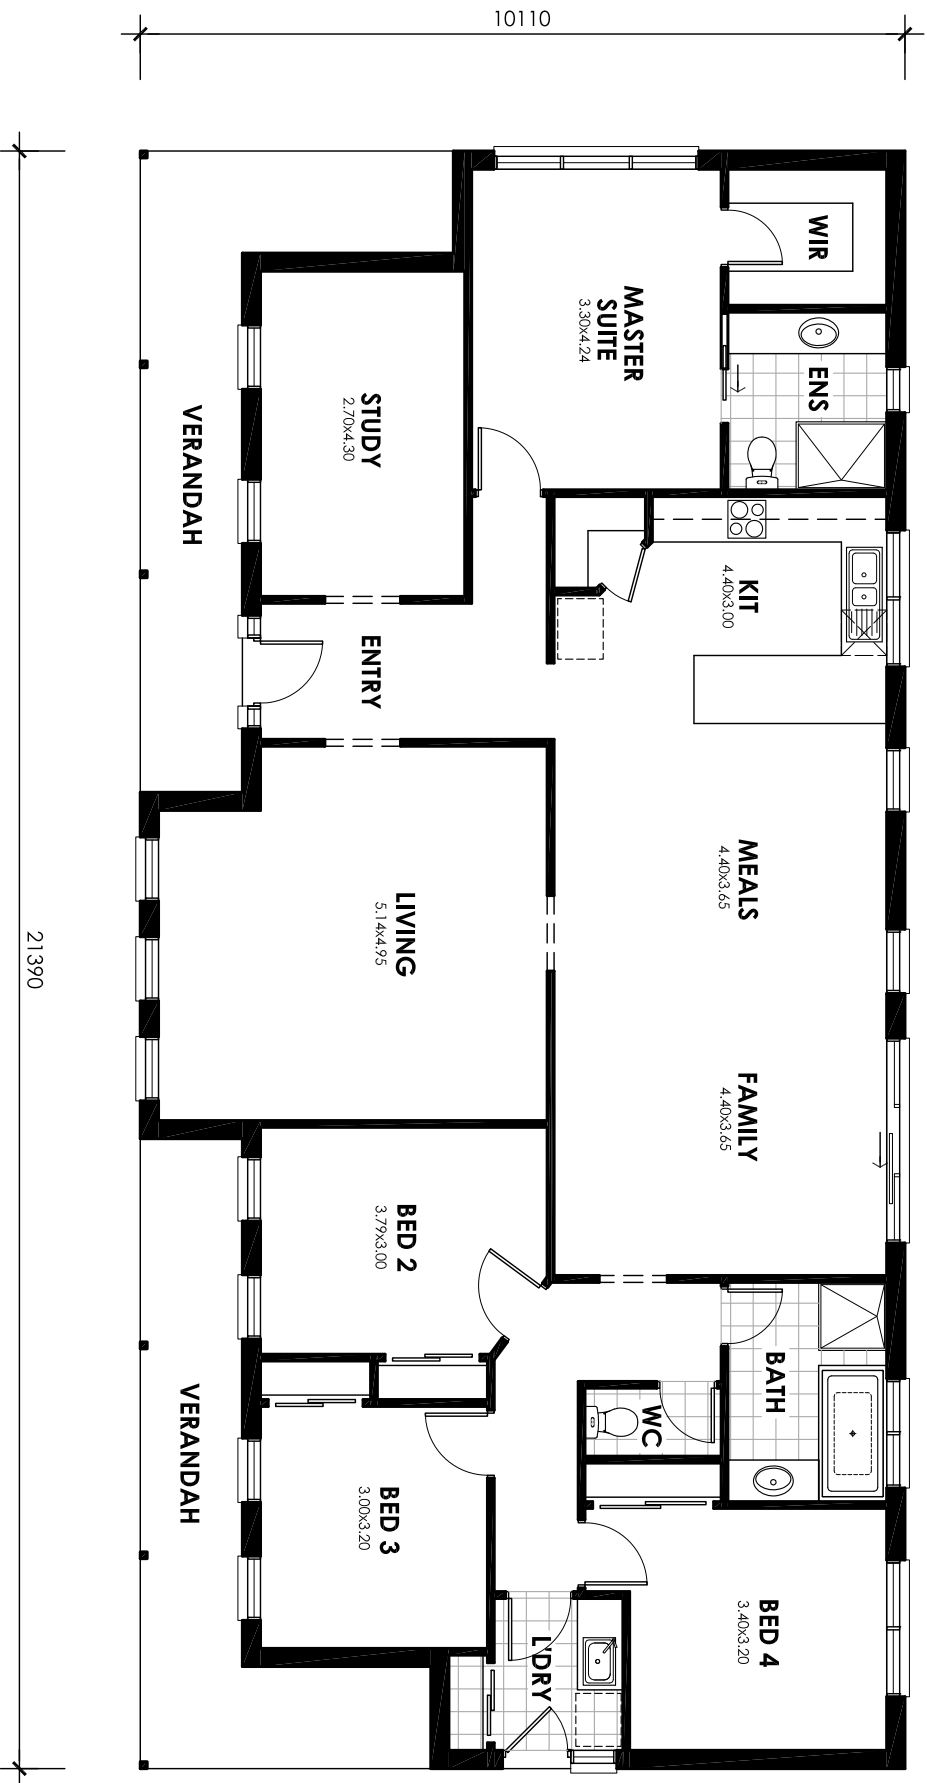 10110
WIR
MASTER
SUITE
3.30x4.24
ENS
STUDY
2.70x4.30
VERANDAH
KIT
4.40x3.00
ENTRY
MEALS
4.40x3.65
LIVING
5.14x4.95
21390
FAMILY
4.40x3.65
BED 2
3.79x3.00
BATH
WC
VERANDAH
BED 3
3.00x3.20
BED 4
3.40x3.20
L'DRY